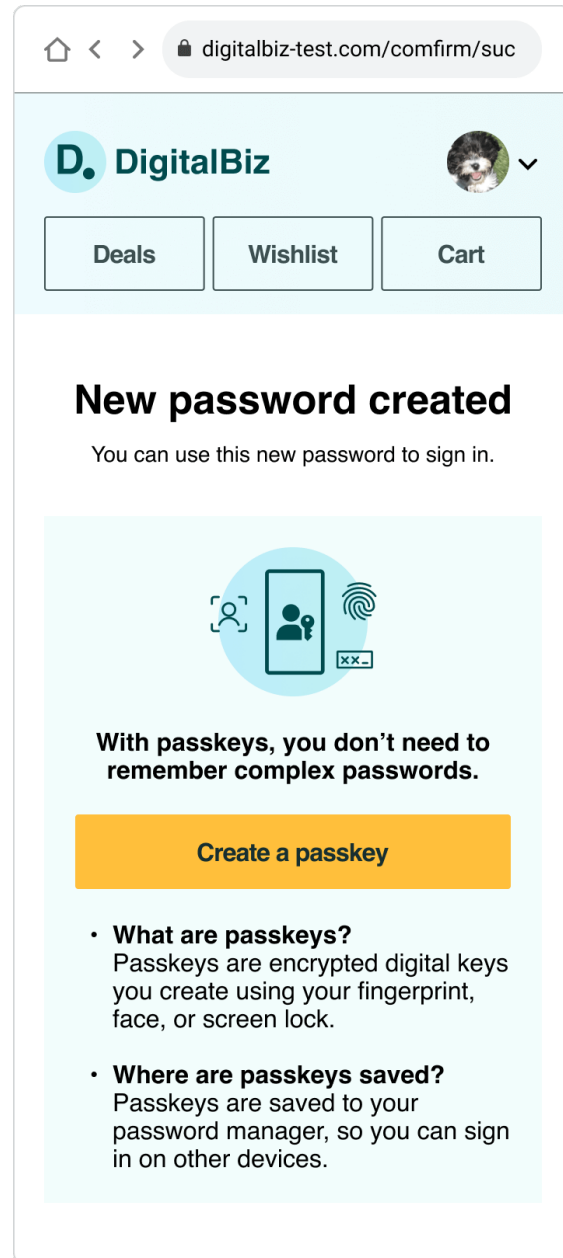 digitalbiz-test.com/comfirm/suc
D. DigitalBiz
Deals Wishlist Cart
New password created
You can use this new password to sign in.
xx_
With passkeys, you don’t need to
remember complex passwords.
Create a passkey
• What are passkeys?
Passkeys are encrypted digital keys
you create using your fingerprint,
face, or screen lock.
• Where are passkeys saved?
Passkeys are saved to your
password manager, so you can sign
in on other devices.